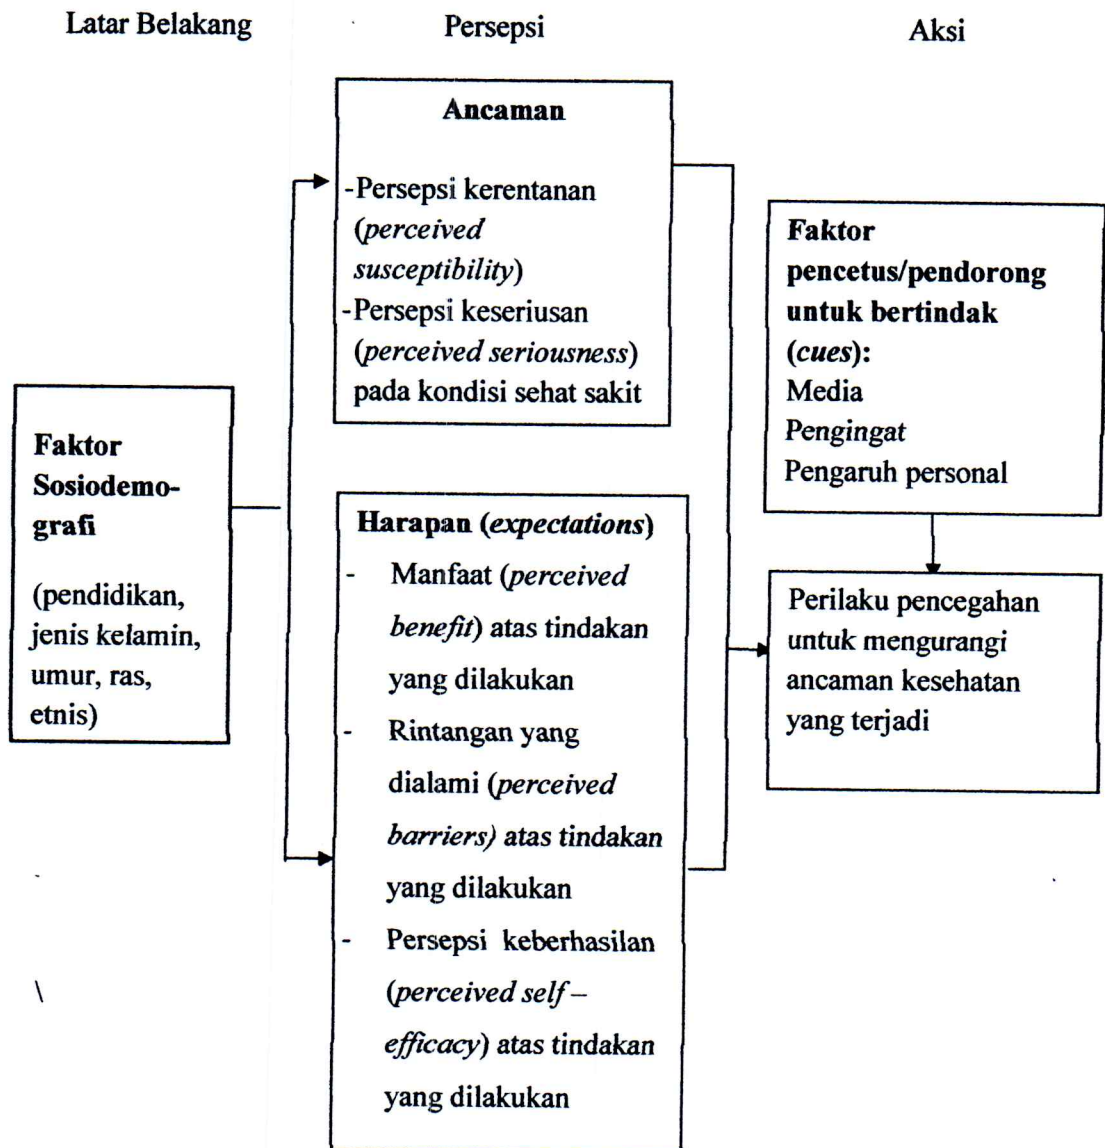 Latar Belakang
Persepsi
Aksi
Faktor
Sosiodemo-
grafi
(pendidikan,
jenis kelamin,
umur, ras,
etnis)
Ancaman
-Persepsi kerentanan
(perceived
susceptibility)
-Persepsi keseriusan
(perceived seriousness)
pada kondisi sehat sakit
Harapan (expectations)
- Manfaat (perceived
benefit) atas tindakan
yang dilakukan
- Rintangan yang
dialami (perceived
barriers) atas tindakan
yang dilakukan
- Persepsi keberhasilan
(perceived self –
efficacy) atas tindakan
yang dilakukan
Faktor
pencetus/pendorong
untuk bertindak
(cues):
Media
Pengingat
Pengaruh personal
Perilaku pencegahan
untuk mengurangi
ancaman kesehatan
yang terjadi